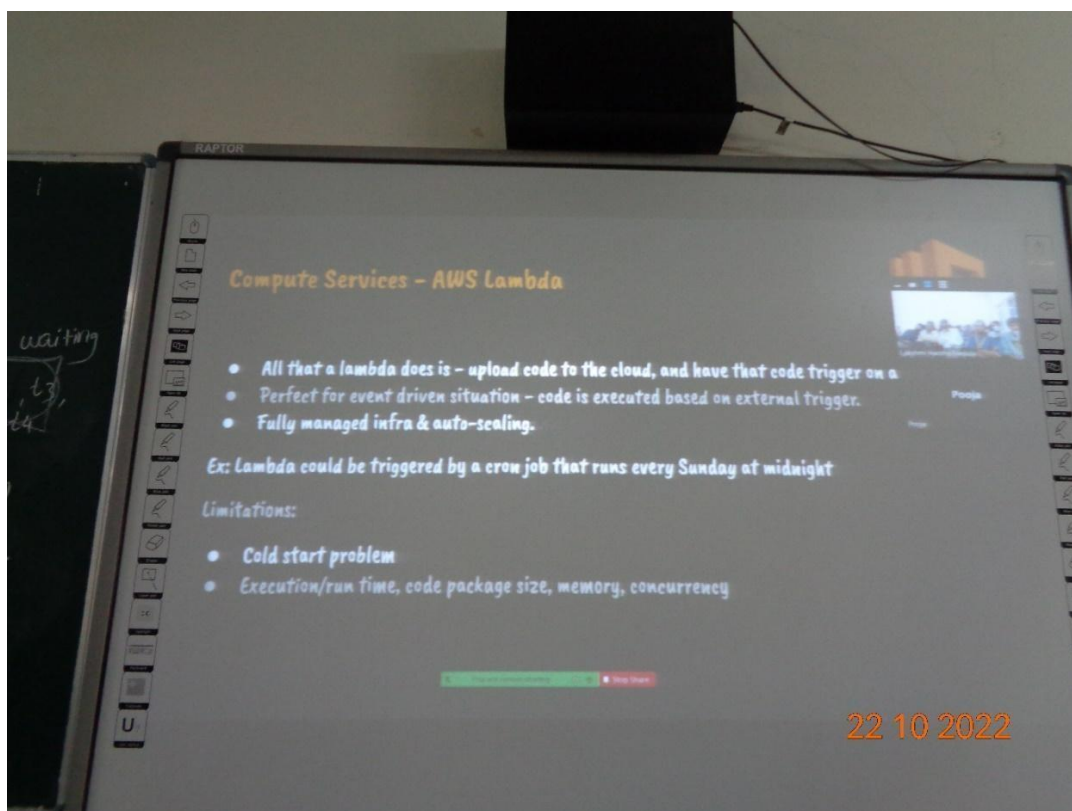 RAPTOR
waiting
t3
t4
Compute Services – AWS Lambda
● All that a lambda does is – upload code to the cloud, and have that code trigger on a
● Perfect for event driven situation – code is executed based on external trigger.
● Fully managed infra & auto-scaling.
Pooja
Ex: Lambda could be triggered by a cron job that runs every Sunday at midnight
Limitations:
● Cold start problem
● Execution/run time, code package size, memory, concurrency
Stop Share
U
22 10 2022